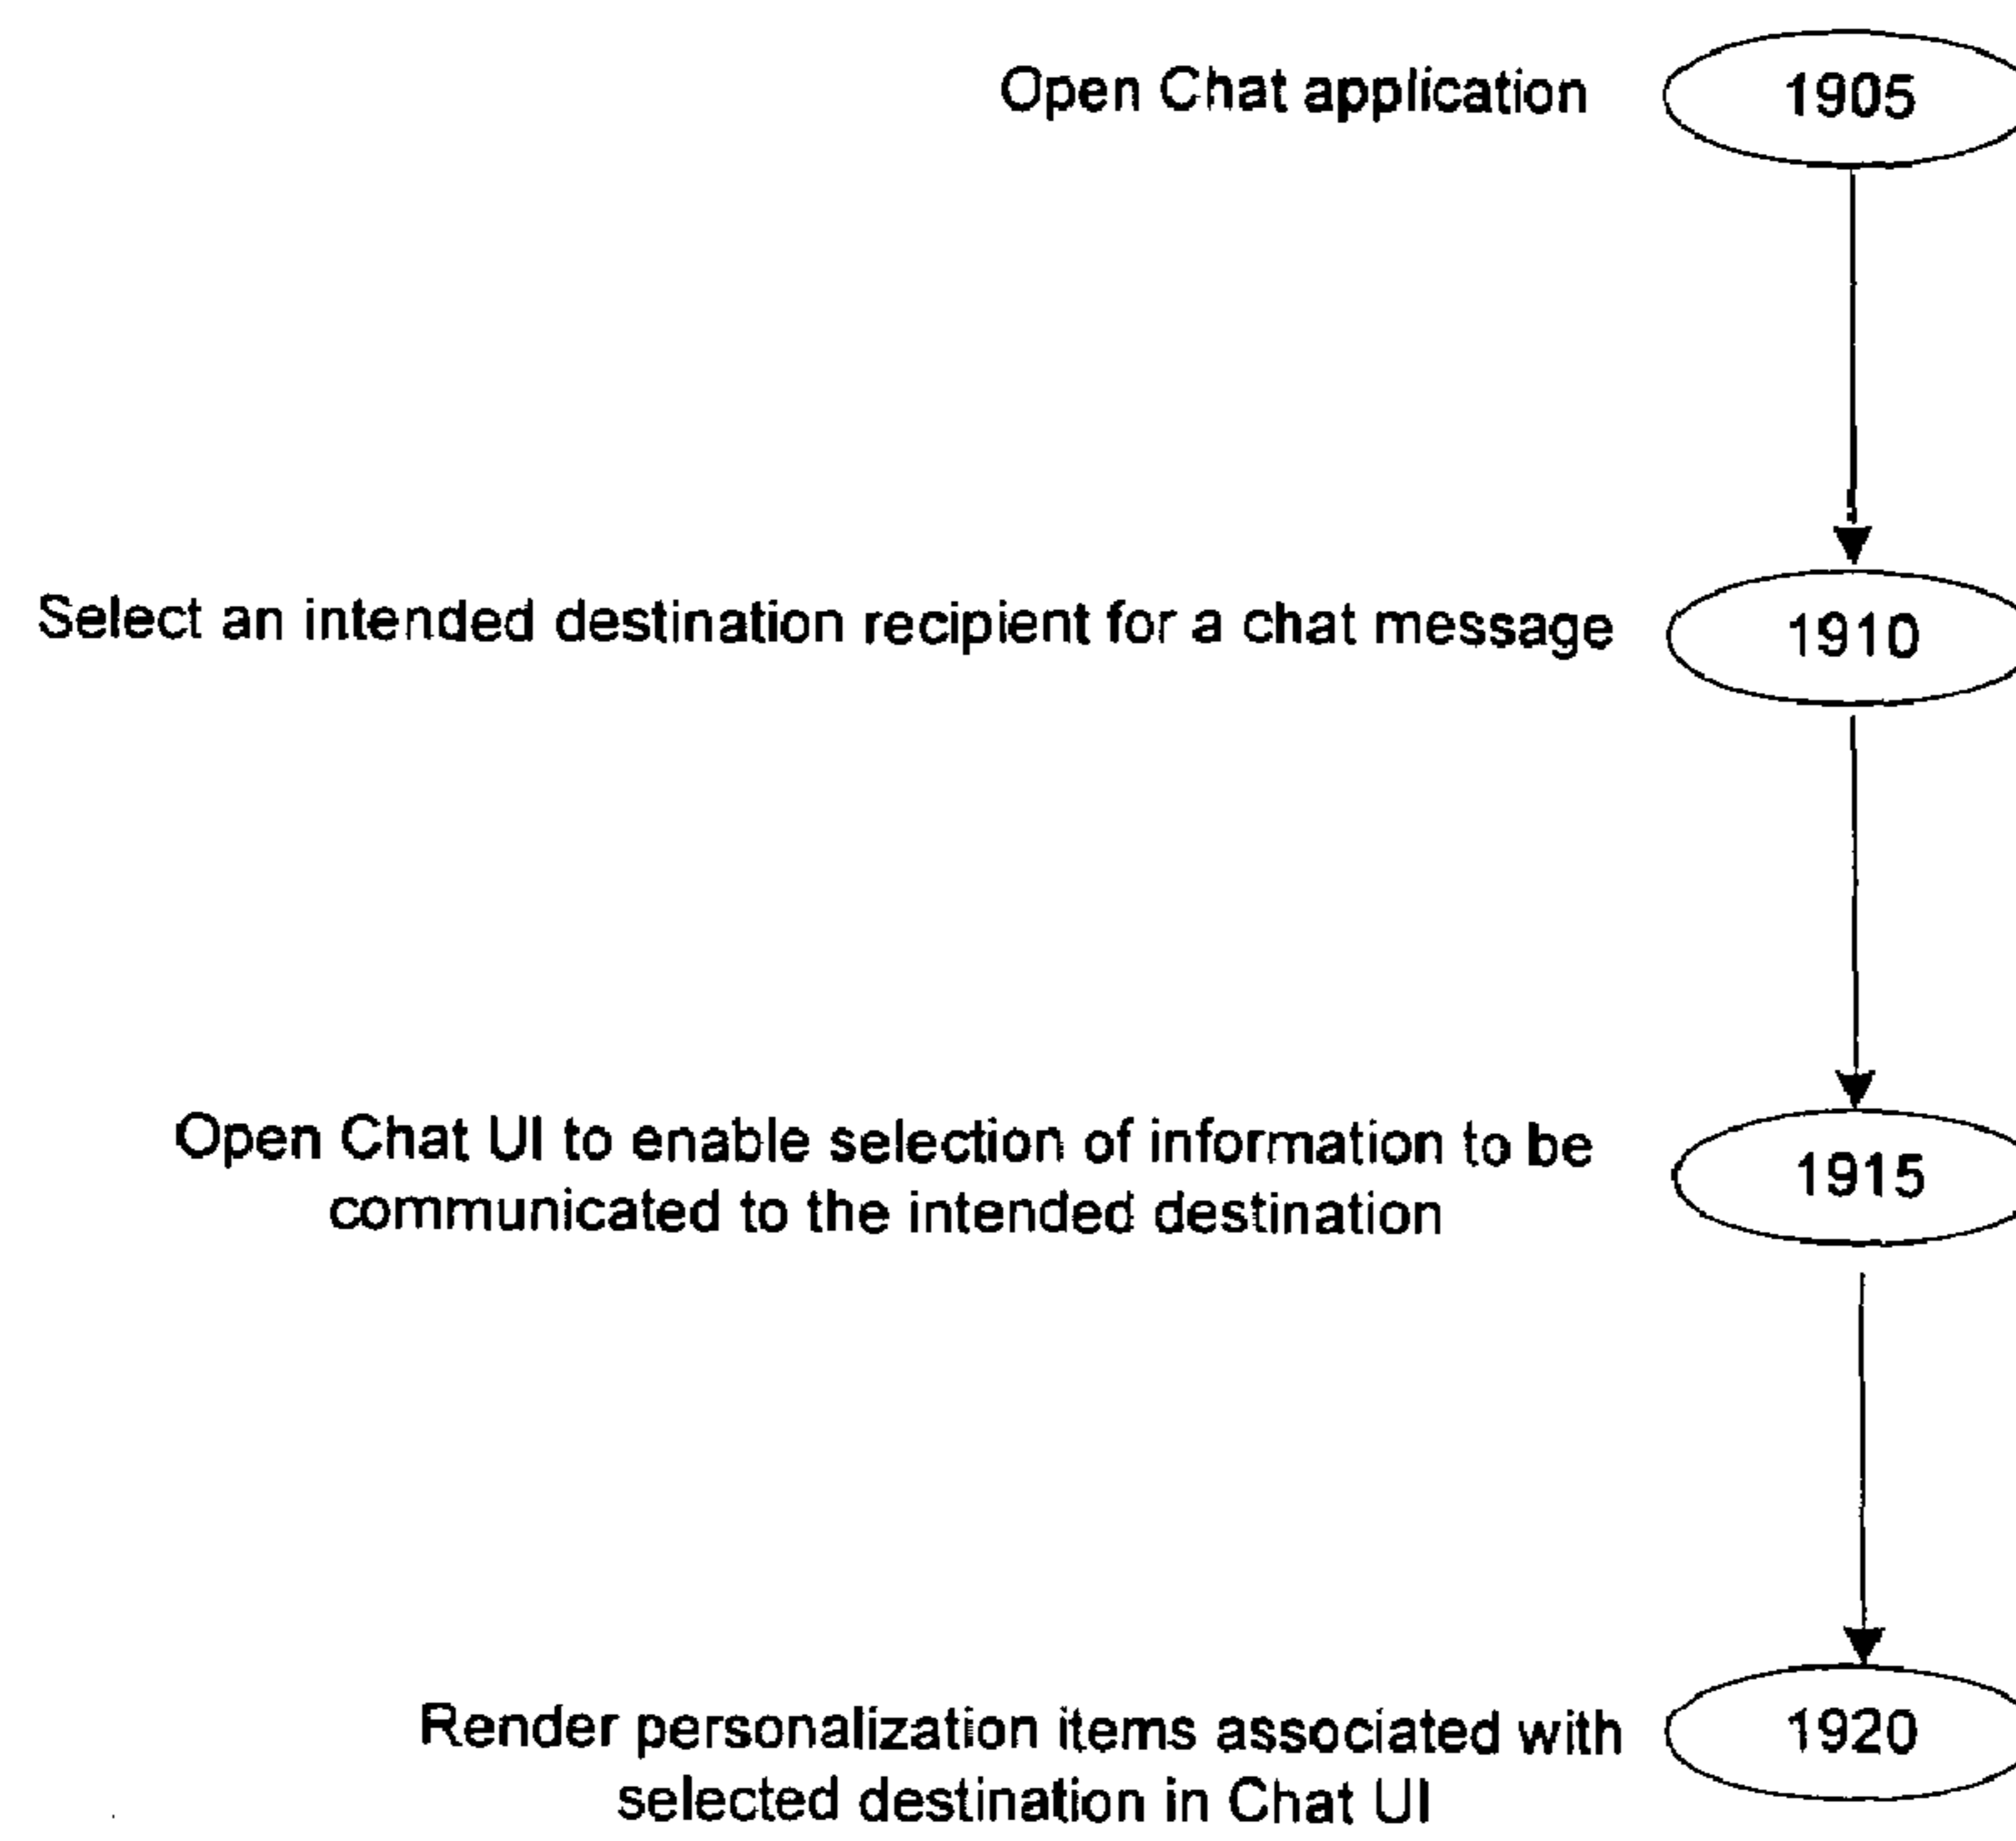 Open Chat application 1905
Select an intended destination recipient for a chat message 1910
Open Chat UI to enable selection of information to be
communicated to the intended destination
1915
Render personalization items associated with
selected destination in Chat UI
1920